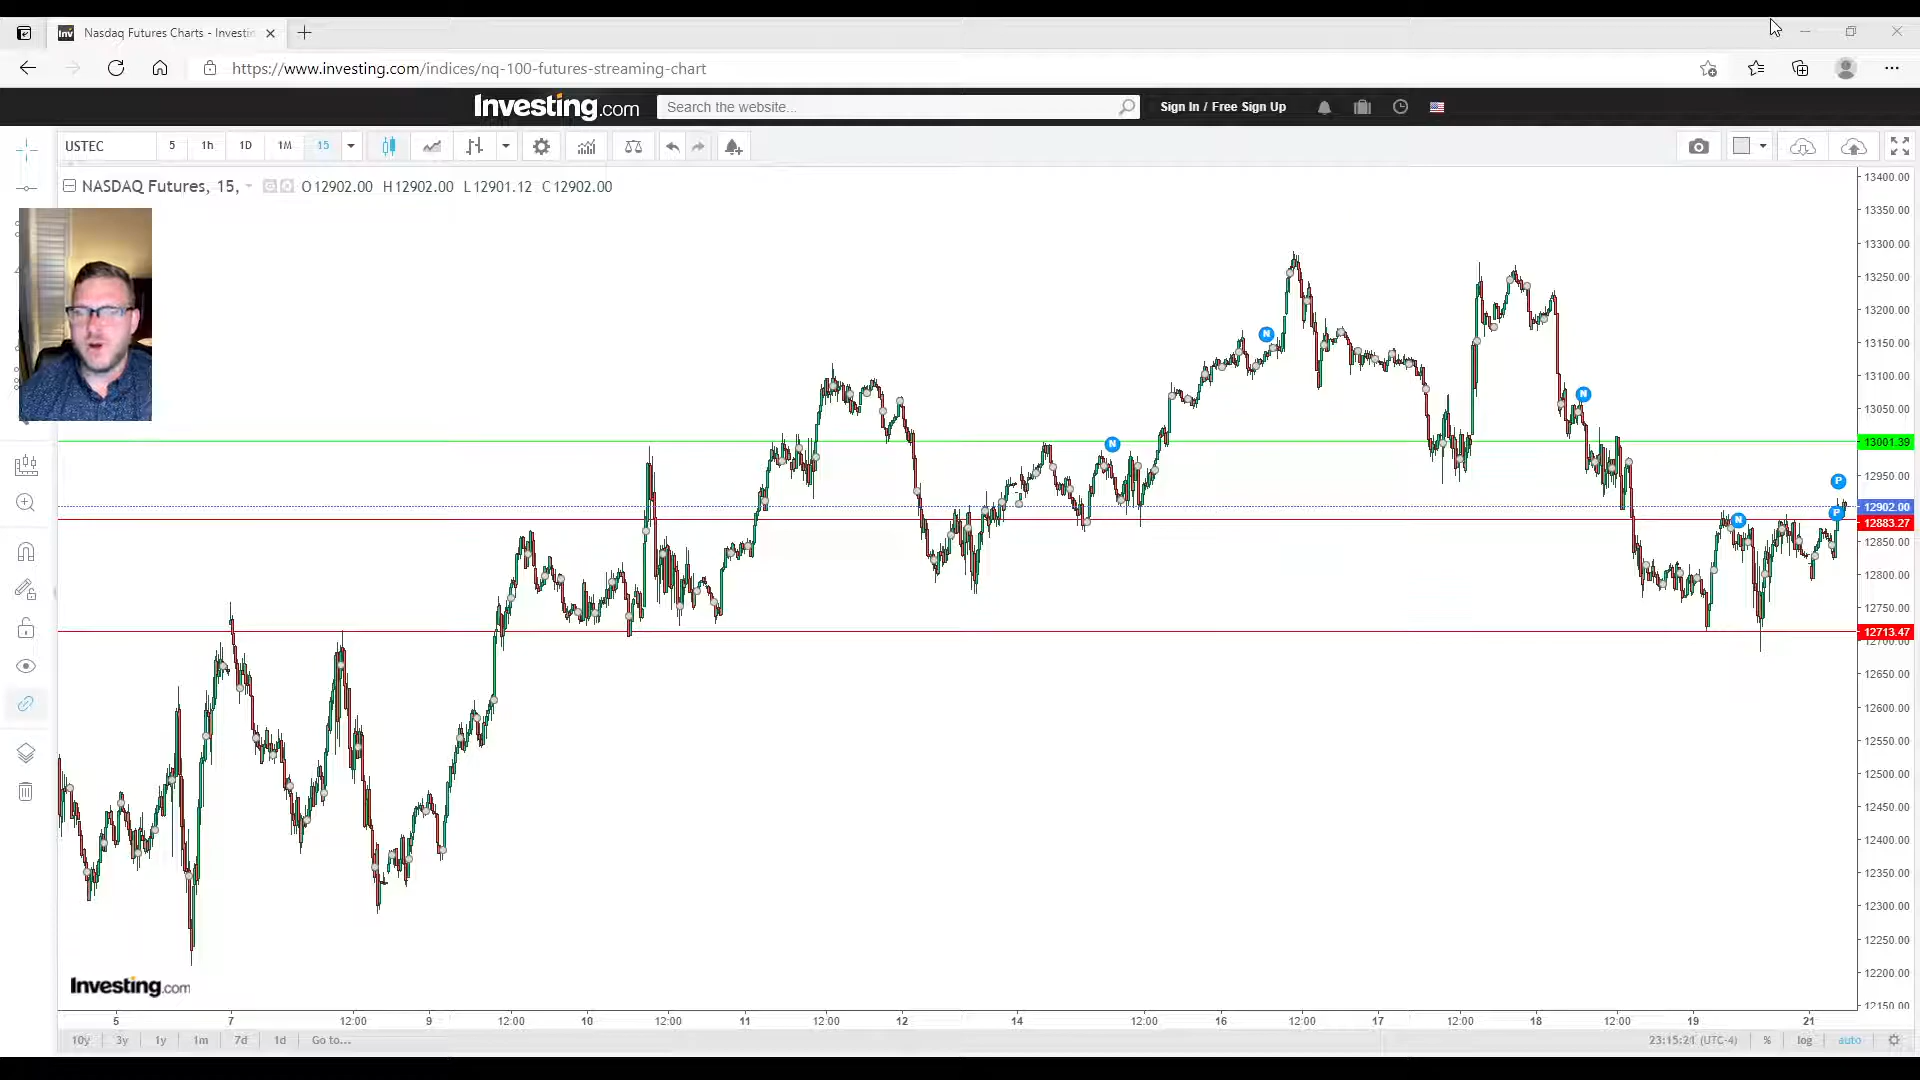 Nasdaq Futures Charts - Investin
https://www.investing.com/indices/nq-100-futures-streaming-chart
Investing.com
Search the website...
Sign In / Free Sign Up
USTEC
5
1h
1D
1M
15
NASDAQ Futures, 15, O12902.00 H12902.00 L12901.12 C12902.00
13400.00
13350.00
13300.00
13250.00
13200.00
13150.00
13100.00
13050.00
13001.39
12950.00
12902.00
12883.27
12850.00
12800.00
12750.00
12713.47
12700.00
12650.00
12600.00
12550.00
12500.00
12450.00
12400.00
12350.00
12300.00
12250.00
12200.00
12150.00
N
N
N
N
P
P
Investing.com
5 7 12:00 9 12:00 10 12:00 11 12:00 12 14 12:00 16 12:00 17 12:00 18 12:00 19 21
10y 3y 1y 1m 7d 1d Go to... 23:15:21 (UTC-4) % log auto